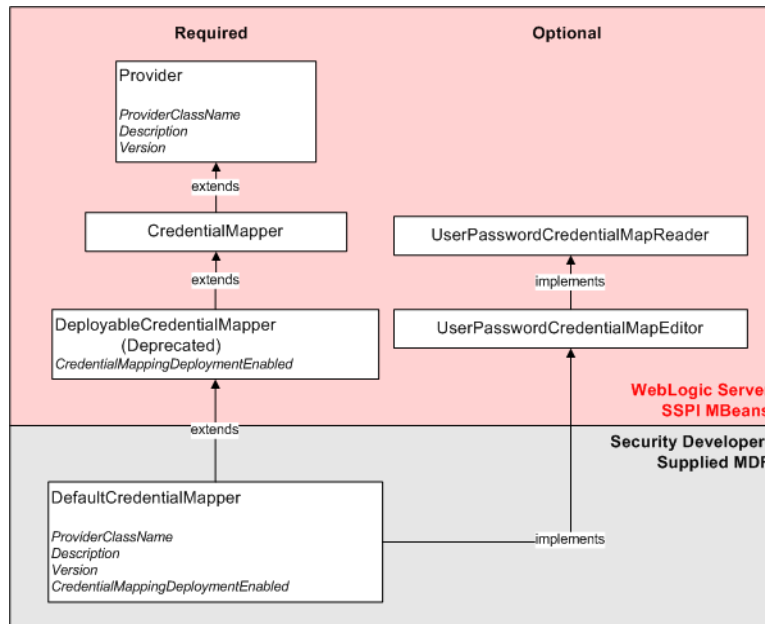 Required
Optional
Provider
ProviderClassName
Description
Version
extends
CredentialMapper
UserPasswordCredentialMapReader
extends
implements
DeployableCredentialMapper
(Deprecated)
CredentialMappingDeploymentEnabled
UserPasswordCredentialMapEditor
WebLogic Server
SSPI MBeans
extends
Security Developer
Supplied MDF
DefaultCredentialMapper
ProviderClassName
Description
Version
CredentialMappingDeploymentEnabled
implements